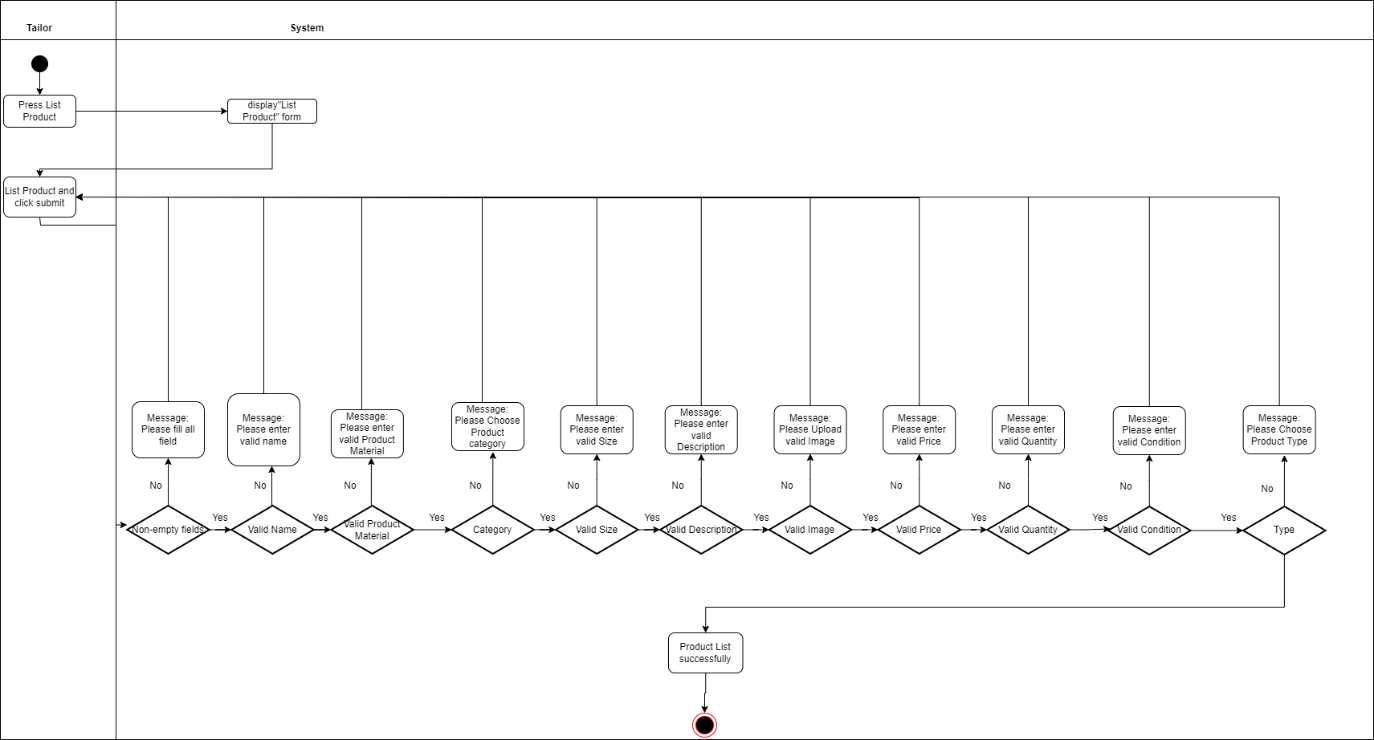 Tailor
System
Press List
Product
display"List
Product" form
List Product and
click submit
Message:
Please fill all
field
Message:
Please enter
valid name
Message:
Please enter
valid Product
Material
Message:
Please Choose
Product
category
Message:
Please enter
valid Size
Message:
Please enter
valid
Description
Message:
Please Upload
valid Image
Message:
Please enter
valid Price
Message:
Please enter
valid Quantity
Message:
Please enter
valid Condition
Message:
Please Choose
Product Type
No
No
No
No
No
No
No
No
No
No
No
Non-empty fields
Yes
Valid Name
Yes
Valid Product
Material
Yes
Category
Yes
Valid Size
Yes
Valid Description
Yes
Valid Image
Yes
Valid Price
Yes
Valid Quantity
Yes
Valid Condition
Yes
Type
Product List
successfully